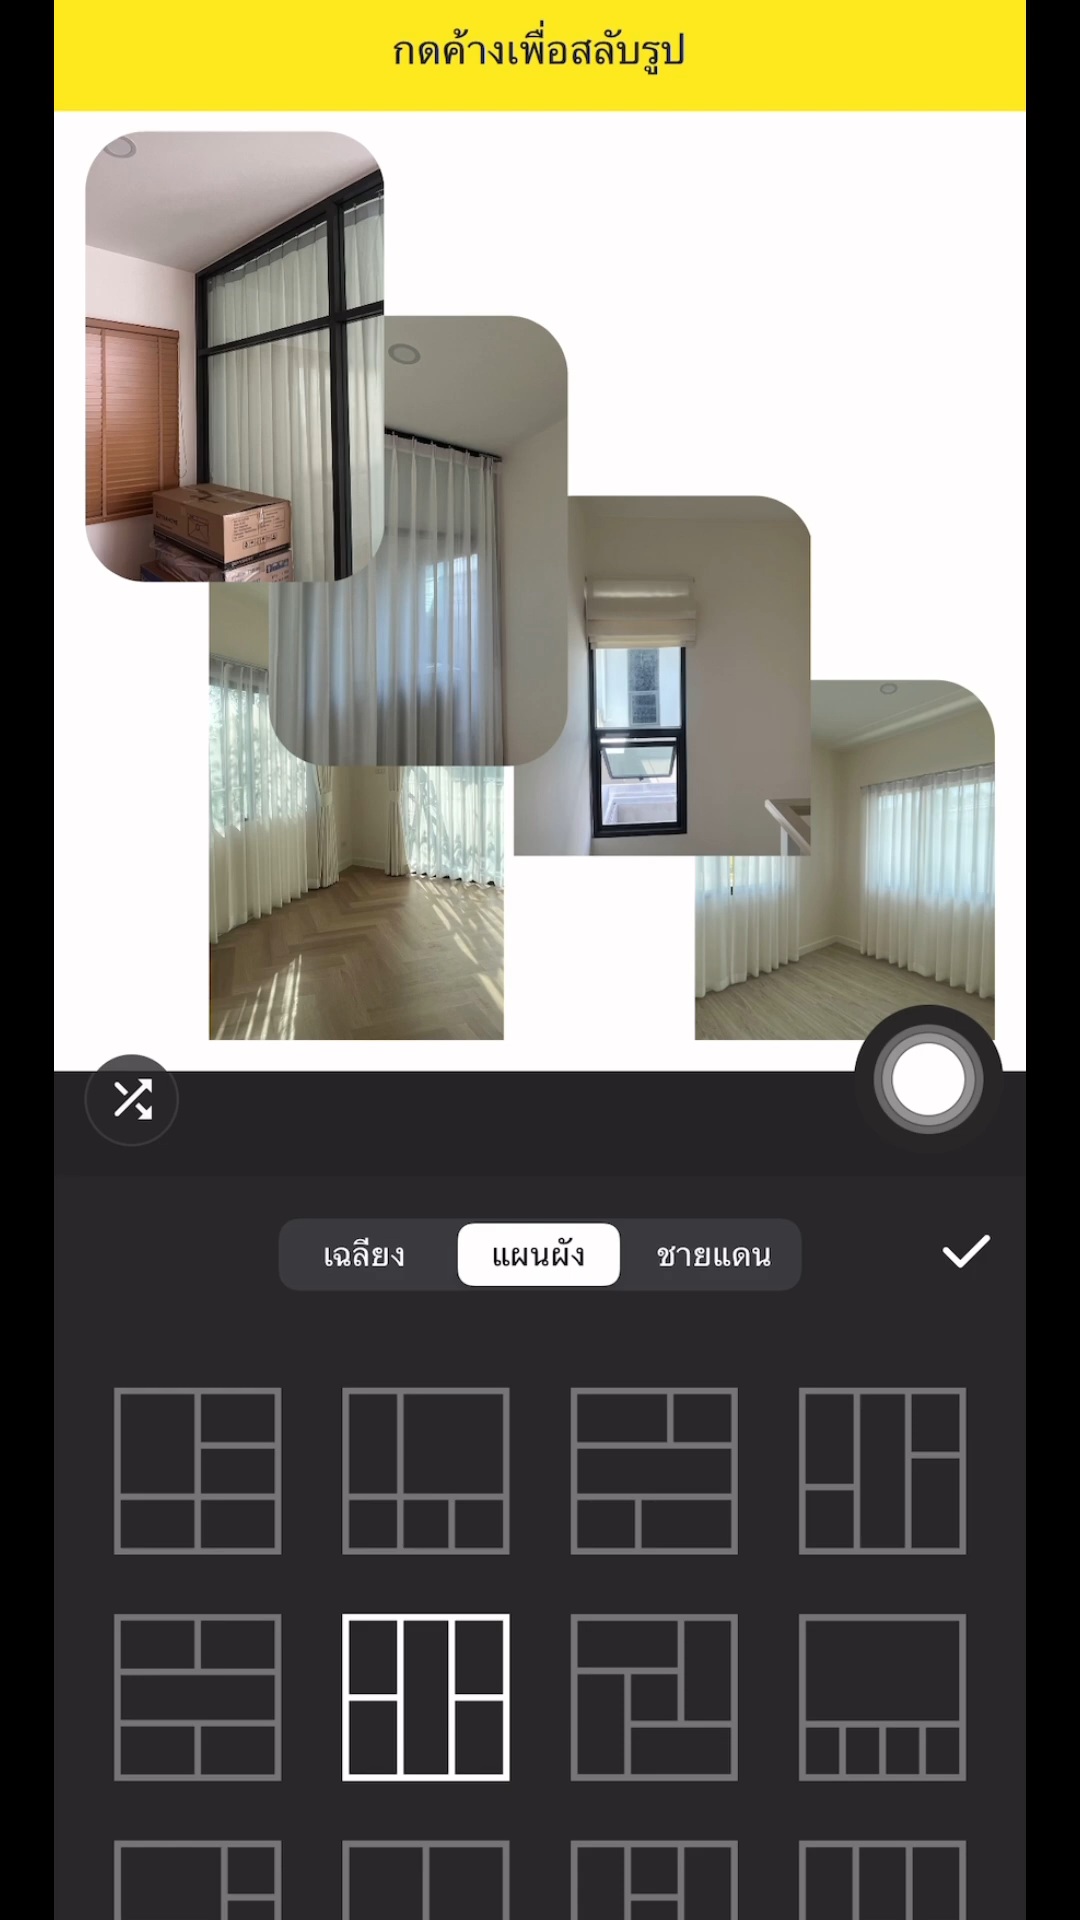 กดค้างเพื่อสลับรูป
เฉลียง
แผนผัง
ชายแดน